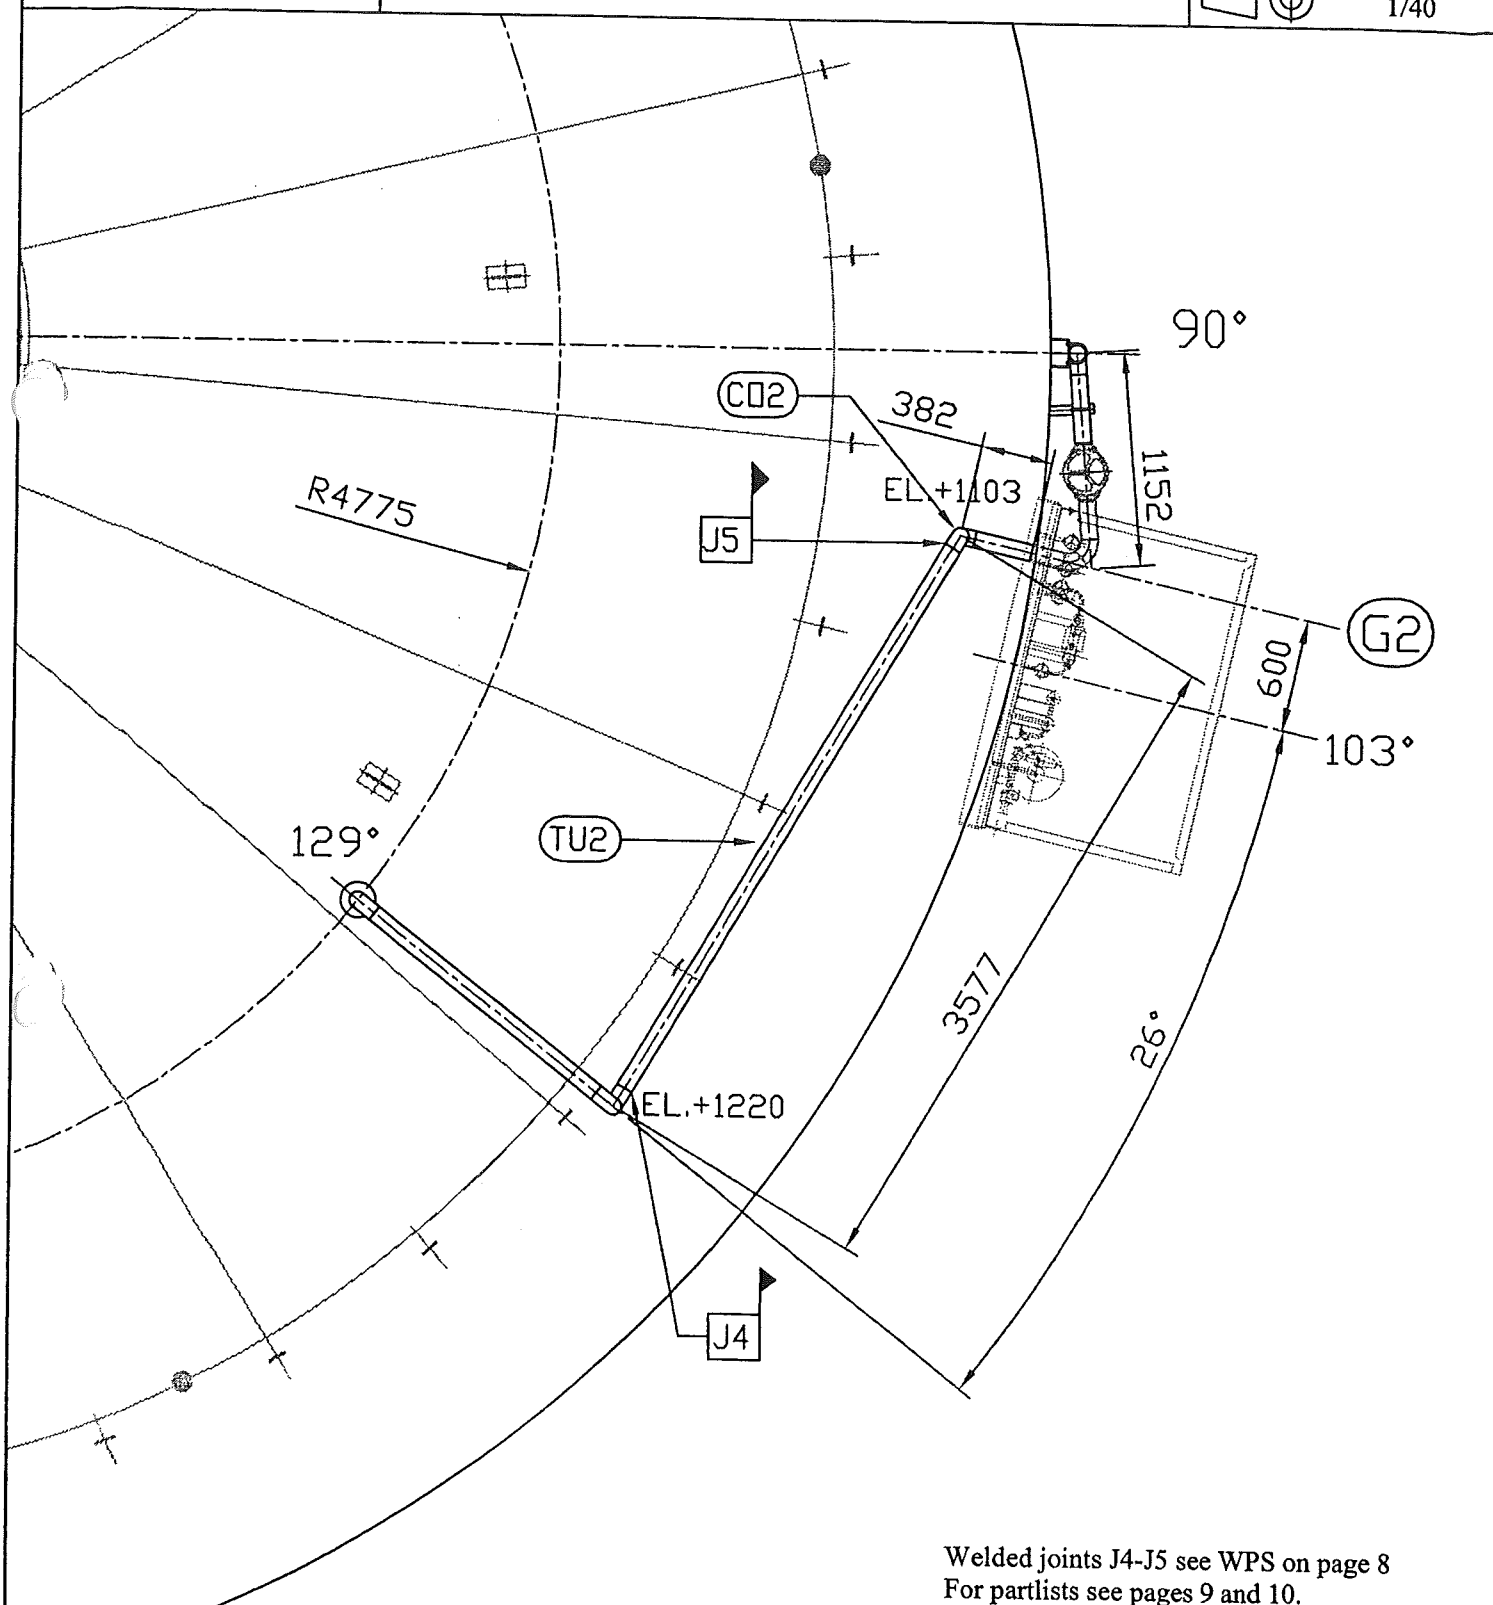 1/40
90°
CO2
382
1152
EL.+1103
R4775
J5
G2
600
103°
TU2
129°
3577
26°
EL.+1220
J4
Welded joints J4-J5 see WPS on page 8
For partlists see pages 9 and 10.